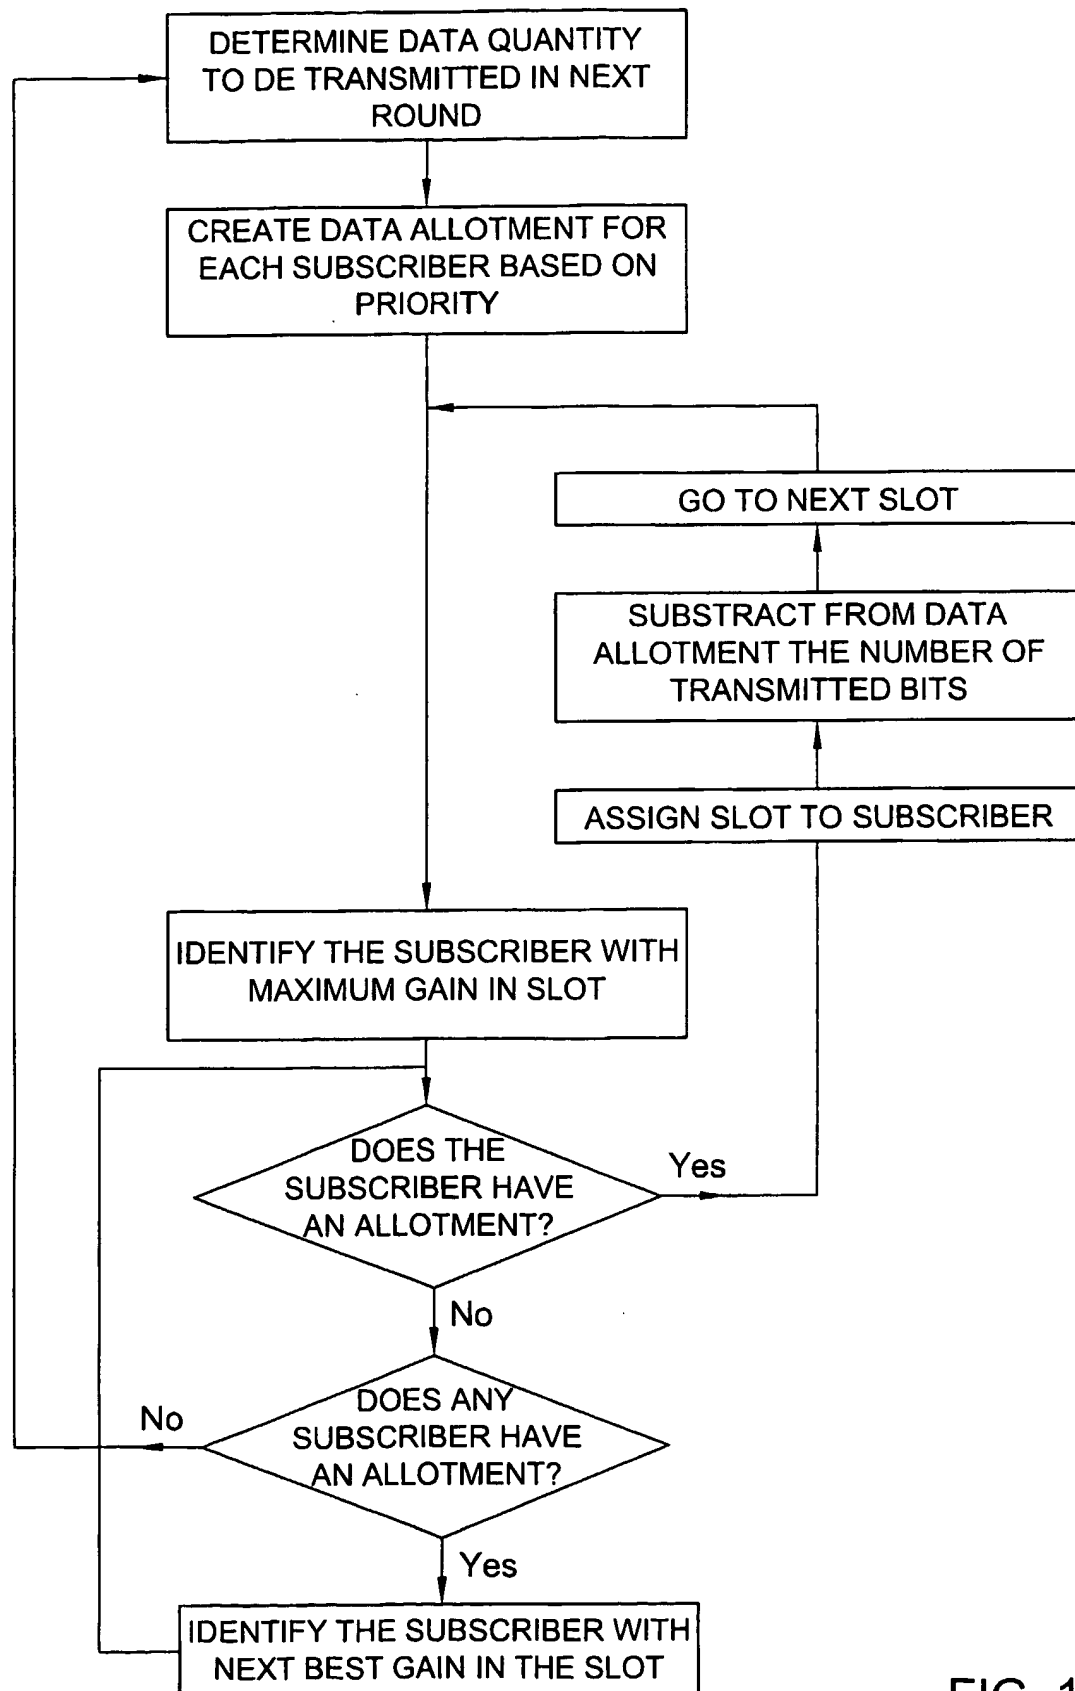 DETERMINE DATA QUANTITY
TO DE TRANSMITTED IN NEXT
ROUND
CREATE DATA ALLOTMENT FOR
EACH SUBSCRIBER BASED ON
PRIORITY
GO TO NEXT SLOT
SUBSTRACT FROM DATA
ALLOTMENT THE NUMBER OF
TRANSMITTED BITS
ASSIGN SLOT TO SUBSCRIBER
IDENTIFY THE SUBSCRIBER WITH
MAXIMUM GAIN IN SLOT
DOES THE
SUBSCRIBER HAVE
AN ALLOTMENT?
Yes
No
DOES ANY
SUBSCRIBER HAVE
AN ALLOTMENT?
No
Yes
IDENTIFY THE SUBSCRIBER WITH
NEXT BEST GAIN IN THE SLOT
FIG. 1